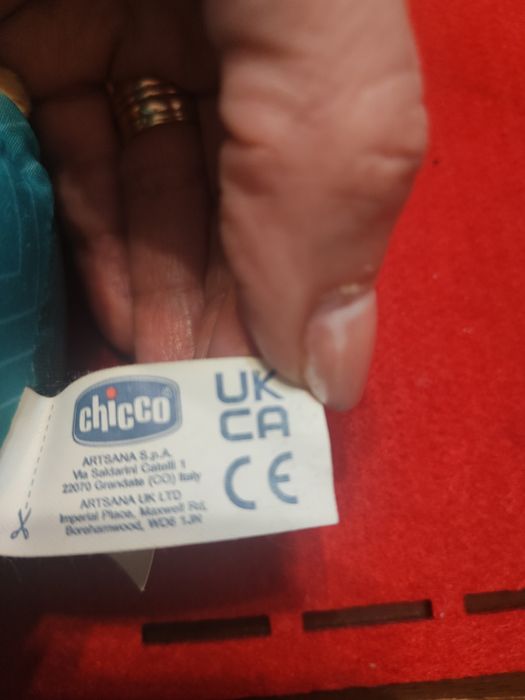 chicco
ARTSANA S.p.A.
Via Saldarini Catelli 1
22070 Grandate (CO) Italy
ARTSANA UK LTD
Imperial Place, Maxwell Rd,
Borehamwood, WD6 1JN
UK
CA
CE